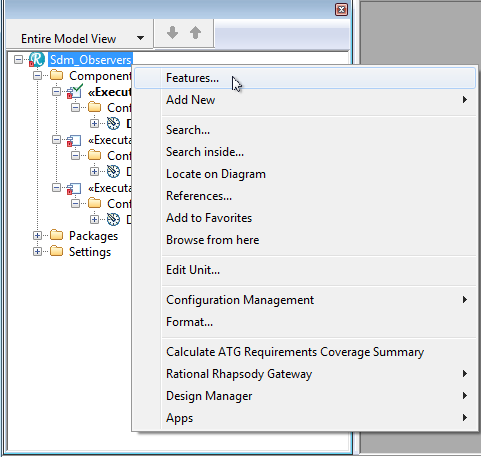 Entire Model View
Sdm_Observers
Component
«Execut
Conf
D
«Executa
Conf
D
«Executa
Conf
D
Packages
Settings
Features...
Add New
Search...
Search inside...
Locate on Diagram
References...
Add to Favorites
Browse from here
Edit Unit...
Configuration Management
Format...
Calculate ATG Requirements Coverage Summary
Rational Rhapsody Gateway
Design Manager
Apps